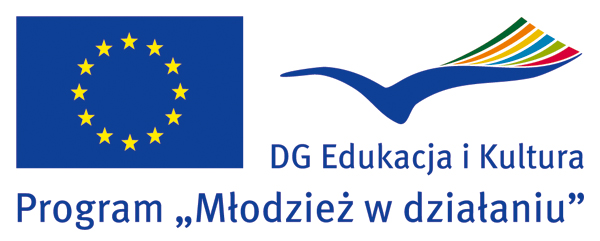 DG Edukacja i Kultura
Program „Młodzież w działaniu”